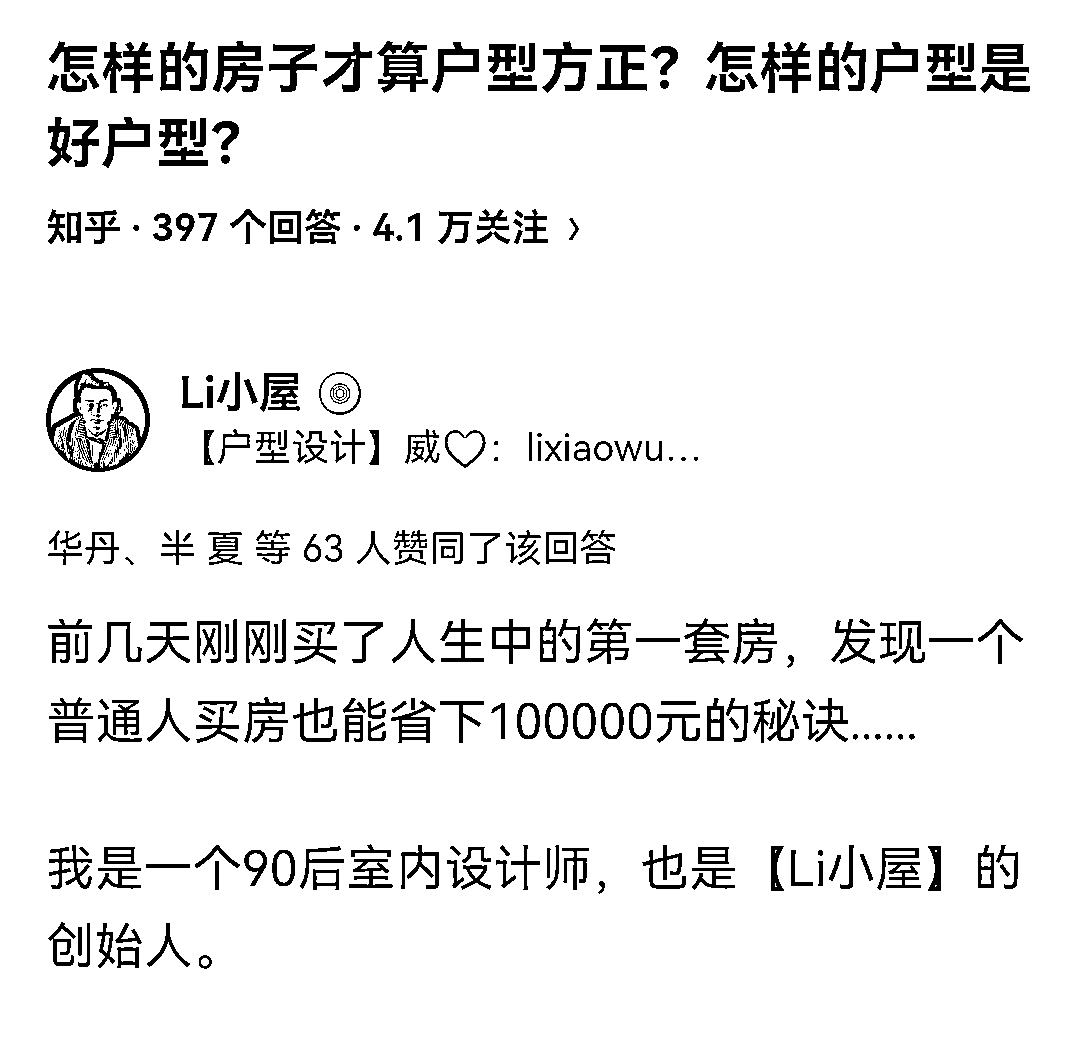 怎样的房子才算户型方正？怎样的户型是
好户型？
知乎 · 397 个回答 · 4.1 万关注 ›
Li小屋
【户型设计】威♡：lixiaowu...
华丹、半 夏 等 63 人赞同了该回答
前几天刚刚买了人生中的第一套房，发现一个
普通人买房也能省下100000元的秘诀......
我是一个90后室内设计师，也是【Li小屋】的
创始人。